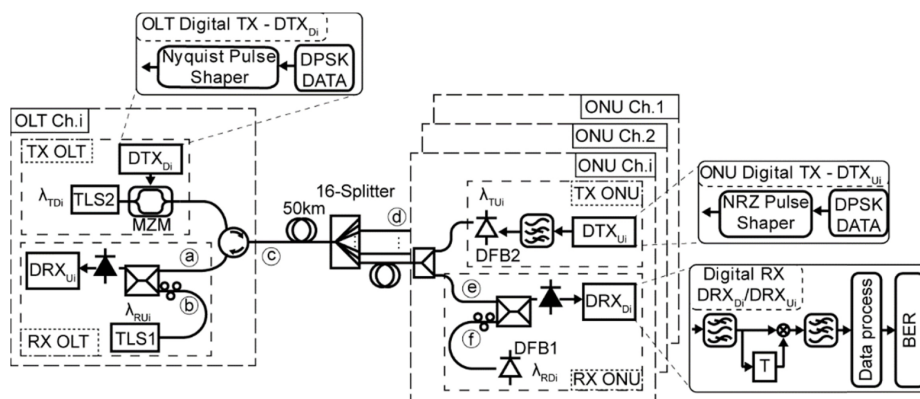 OLT Digital TX - DTX_Di
Nyquist Pulse
Shaper
DPSK
DATA
OLT Ch.i
TX OLT
DTX_Di
λ_TDi
TLS2
MZM
DRX_Ui
a
b
λ_RUi
TLS1
RX OLT
c
50km
16-Splitter
d
ONU Ch.1
ONU Ch.2
ONU Ch.i
TX ONU
λ_TUi
DFB2
DTX_Ui
e
f
DRX_Di
DFB1
λ_RDi
RX ONU
ONU Digital TX - DTX_Ui
NRZ Pulse
Shaper
DPSK
DATA
Digital RX
DRX_Di/DRX_Ui
T
Data process
BER